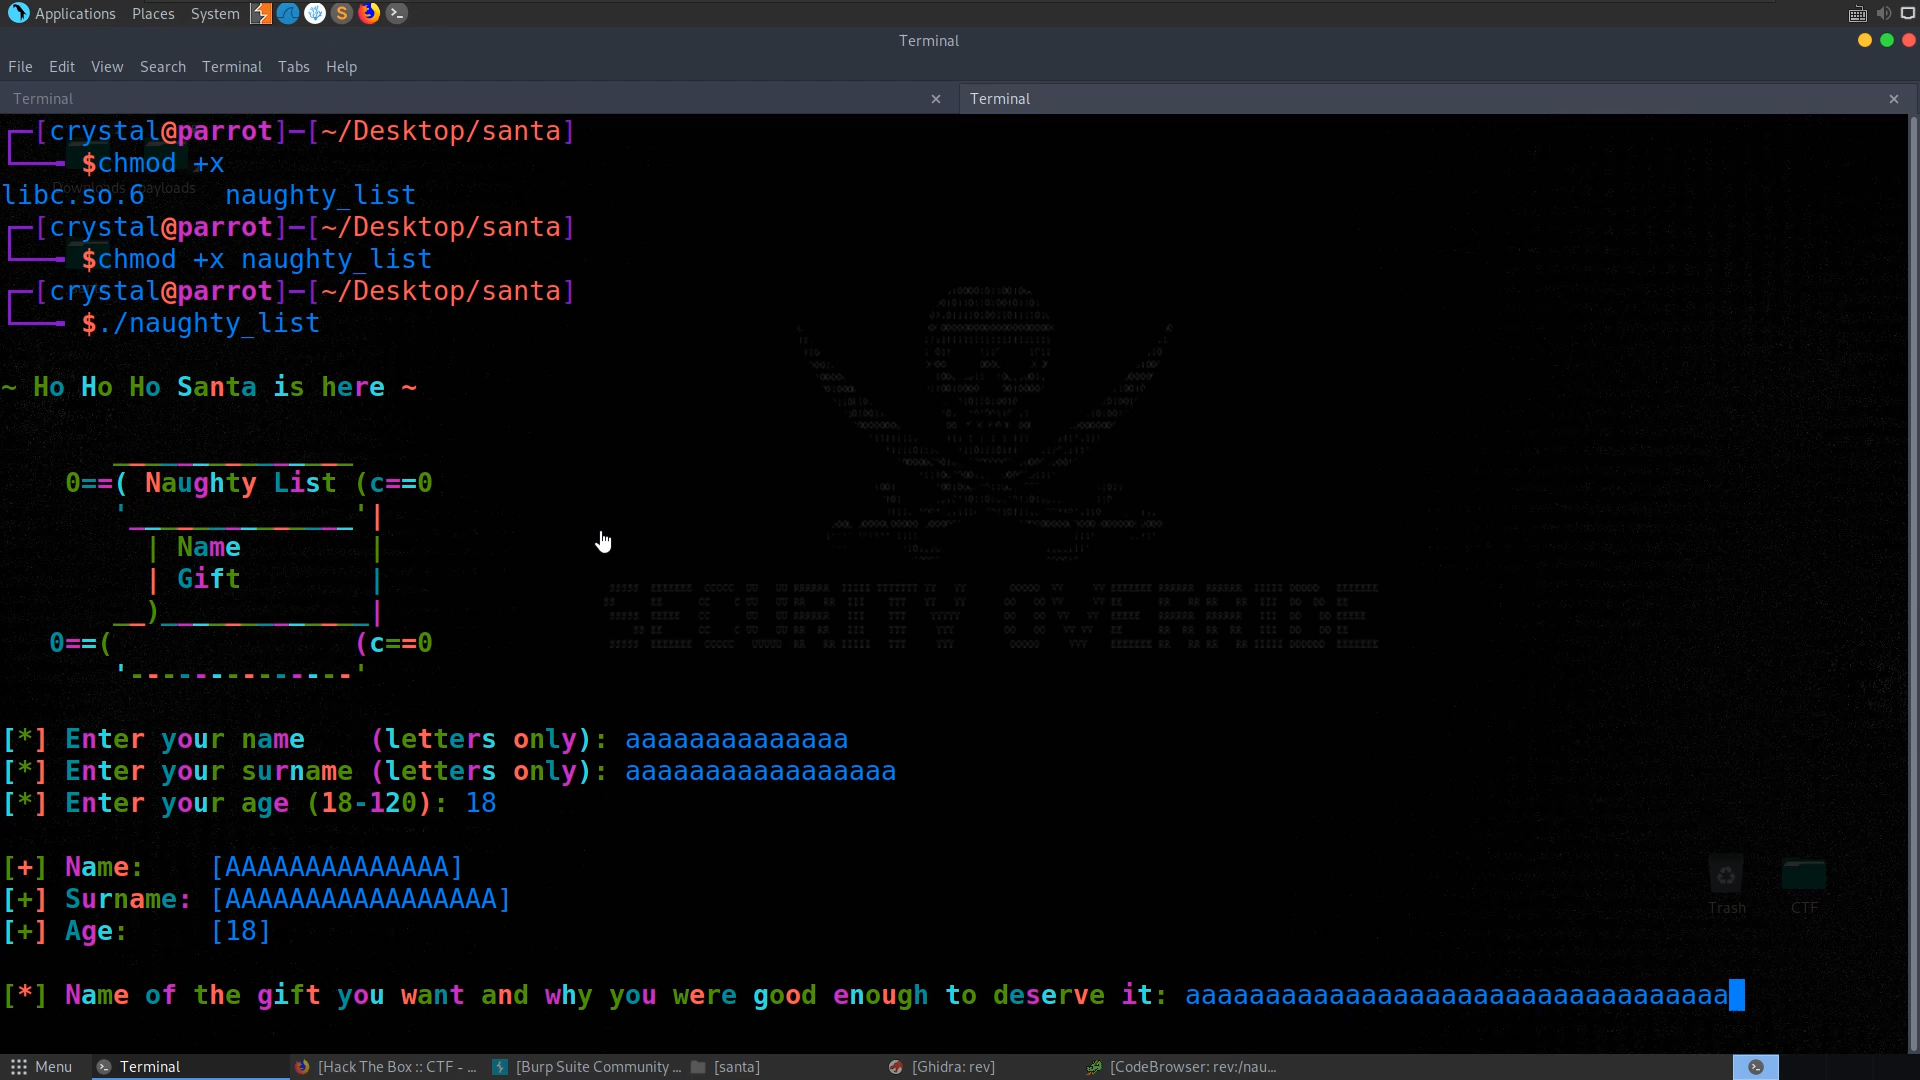 Applications Places System
Terminal
File Edit View Search Terminal Tabs Help
Terminal × Terminal ×
┌─[crystal@parrot]─[~/Desktop/santa]
└──╼ $chmod +x
Downloads payloads
libc.so.6 naughty_list
┌─[crystal@parrot]─[~/Desktop/santa]
└──╼ $chmod +x naughty_list
┌─[crystal@parrot]─[~/Desktop/santa]
└──╼ $./naughty_list
~ Ho Ho Ho Santa is here ~
0==( Naughty List (c==0
| Name |
| Gift |
0==( (c==0
'--------------'
[*] Enter your name (letters only): aaaaaaaaaaaaaa
[*] Enter your surname (letters only): aaaaaaaaaaaaaaaaa
[*] Enter your age (18-120): 18
[+] Name: [AAAAAAAAAAAAAA]
[+] Surname: [AAAAAAAAAAAAAAAAA]
[+] Age: [18]
Trash CTF
[*] Name of the gift you want and why you were good enough to deserve it: aaaaaaaaaaaaaaaaaaaaaaaaaaaaaaaaaa
Menu Terminal [Hack The Box :: CTF - ... [Burp Suite Community ... [santa] [Ghidra: rev] [CodeBrowser: rev:/nau...